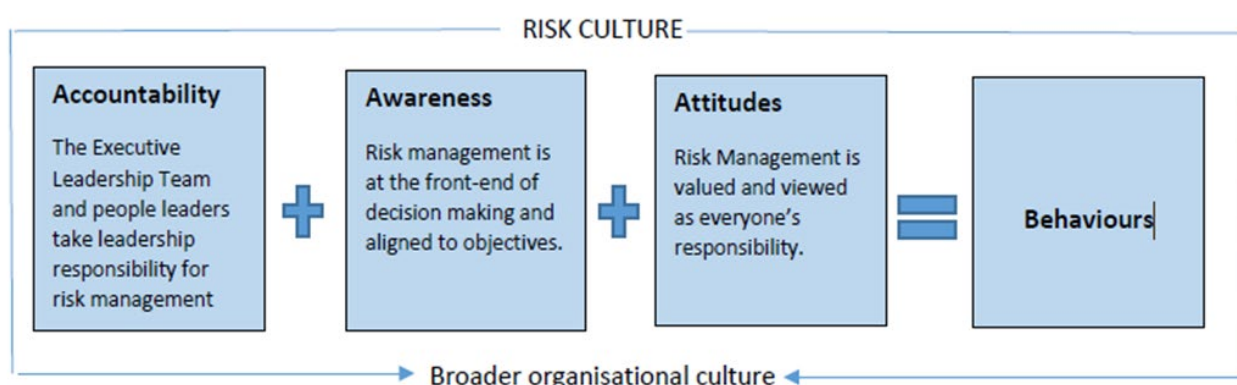 RISK CULTURE
Accountability
The Executive
Leadership Team
and people leaders
take leadership
responsibility for
risk management
Awareness
Risk management is
at the front-end of
decision making and
aligned to objectives.
Attitudes
Risk Management is
valued and viewed
as everyone’s
responsibility.
Behaviours
Broader organisational culture